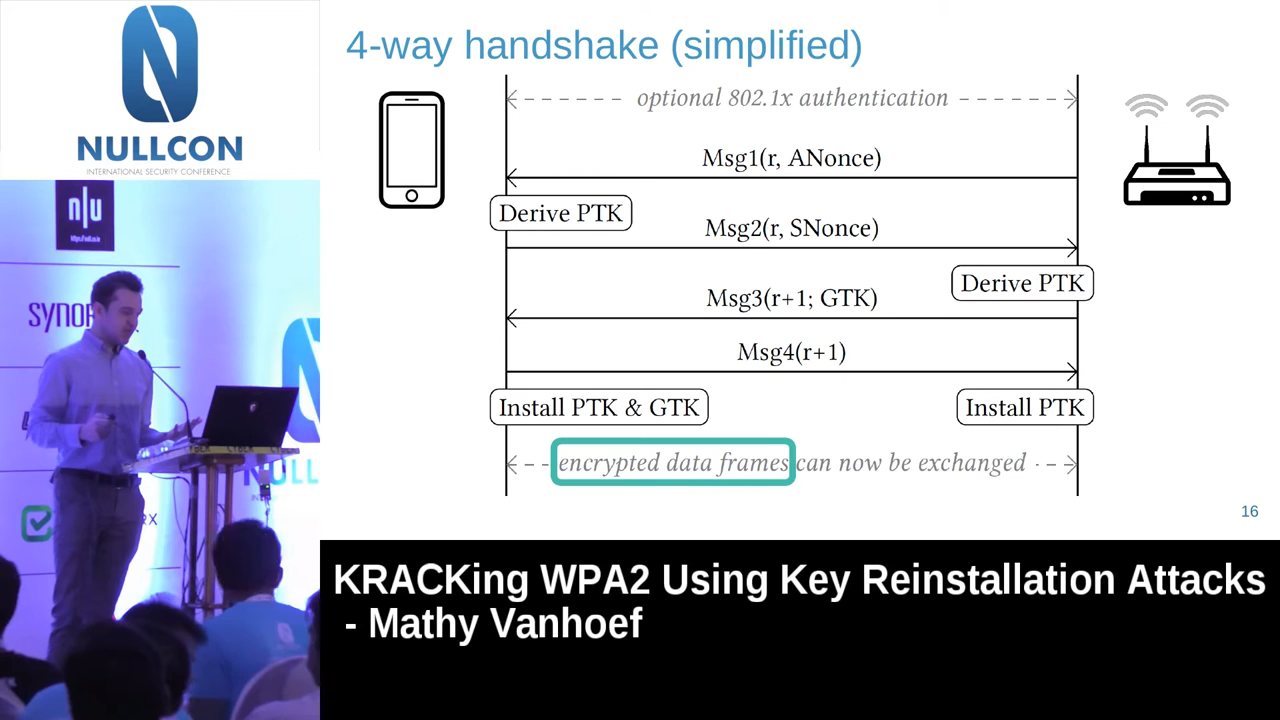 NULLCON
INTERNATIONAL SECURITY CONFERENCE
n|u
SYNOP
4-way handshake (simplified)
optional 802.1x authentication
Msg1(r, ANonce)
Derive PTK
Msg2(r, SNonce)
Derive PTK
Msg3(r+1; GTK)
Msg4(r+1)
Install PTK & GTK
Install PTK
encrypted data frames can now be exchanged
16
KRACKing WPA2 Using Key Reinstallation Attacks
- Mathy Vanhoef